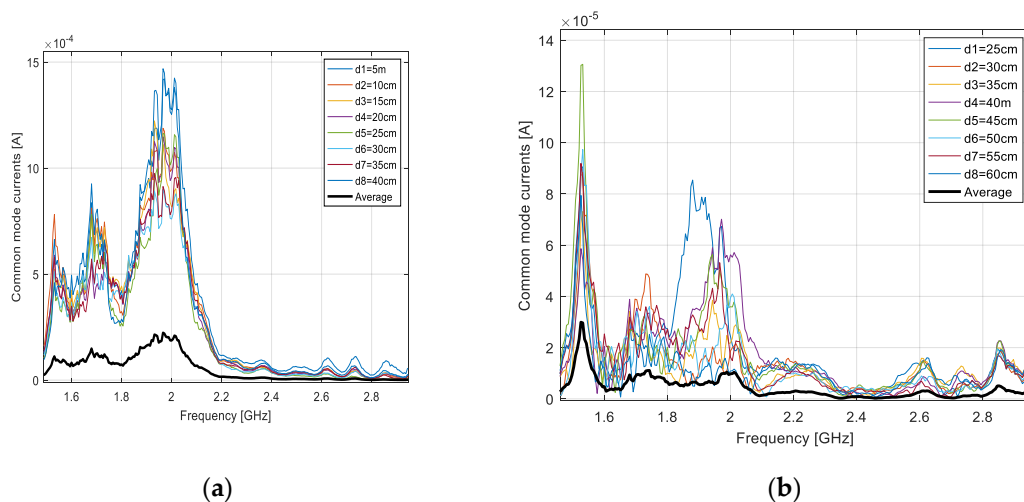 ×10⁻⁴
15
10
5
0
1.6 1.8 2 2.2 2.4 2.6 2.8
Frequency [GHz]
Common mode currents [A]
d1=5m
d2=10cm
d3=15cm
d4=20cm
d5=25cm
d6=30cm
d7=35cm
d8=40cm
Average
(a)
×10⁻⁵
14
12
10
8
6
4
2
0
1.6 1.8 2 2.2 2.4 2.6 2.8
Frequency [GHz]
Common mode currents [A]
d1=25cm
d2=30cm
d3=35cm
d4=40m
d5=45cm
d6=50cm
d7=55cm
d8=60cm
Average
(b)